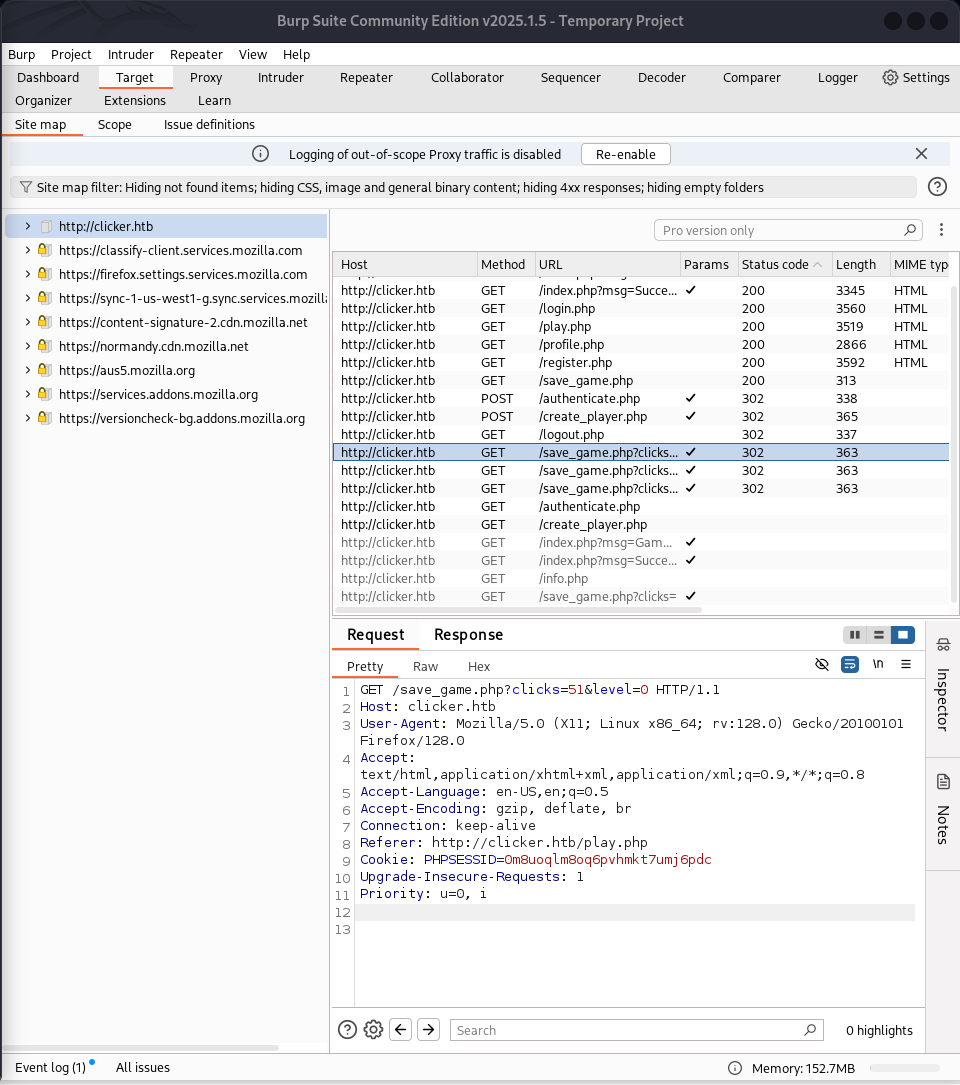 Burp Suite Community Edition v2025.1.5 - Temporary Project
Burp Project Intruder Repeater View Help
Dashboard Target Proxy Intruder Repeater Collaborator Sequencer Decoder Comparer Logger Settings
Organizer Extensions Learn
Site map Scope Issue definitions
Logging of out-of-scope Proxy traffic is disabled Re-enable
Site map filter: Hiding not found items; hiding CSS, image and general binary content; hiding 4xx responses; hiding empty folders
http://clicker.htb
https://classify-client.services.mozilla.com
https://firefox.settings.services.mozilla.com
https://sync-1-us-west1-g.sync.services.mozilla
https://content-signature-2.cdn.mozilla.net
https://normandy.cdn.mozilla.net
https://aus5.mozilla.org
https://services.addons.mozilla.org
https://versioncheck-bg.addons.mozilla.org
Pro version only
Host Method URL Params Status code Length MIME typ
http://clicker.htb GET /index.php?msg=Succe... ✓ 200 3345 HTML
http://clicker.htb GET /login.php 200 3560 HTML
http://clicker.htb GET /play.php 200 3519 HTML
http://clicker.htb GET /profile.php 200 2866 HTML
http://clicker.htb GET /register.php 200 3592 HTML
http://clicker.htb GET /save_game.php 200 313
http://clicker.htb POST /authenticate.php ✓ 302 338
http://clicker.htb POST /create_player.php ✓ 302 365
http://clicker.htb GET /logout.php 302 337
http://clicker.htb GET /save_game.php?clicks... ✓ 302 363
http://clicker.htb GET /save_game.php?clicks... ✓ 302 363
http://clicker.htb GET /save_game.php?clicks... ✓ 302 363
http://clicker.htb GET /authenticate.php
http://clicker.htb GET /create_player.php
http://clicker.htb GET /index.php?msg=Gam... ✓
http://clicker.htb GET /index.php?msg=Succe... ✓
http://clicker.htb GET /info.php
http://clicker.htb GET /save_game.php?clicks= ✓
Request Response
Pretty Raw Hex \n
1 GET /save_game.php?clicks=51&level=0 HTTP/1.1
2 Host: clicker.htb
3 User-Agent: Mozilla/5.0 (X11; Linux x86_64; rv:128.0) Gecko/20100101
Firefox/128.0
4 Accept:
text/html,application/xhtml+xml,application/xml;q=0.9,*/*;q=0.8
5 Accept-Language: en-US,en;q=0.5
6 Accept-Encoding: gzip, deflate, br
7 Connection: keep-alive
8 Referer: http://clicker.htb/play.php
9 Cookie: PHPSESSID=0m8uoqlm8oq6pvhmkt7umj6pdc
10 Upgrade-Insecure-Requests: 1
11 Priority: u=0, i
12
13
Inspector
Notes
Search 0 highlights
Event log (1) All issues Memory: 152.7MB